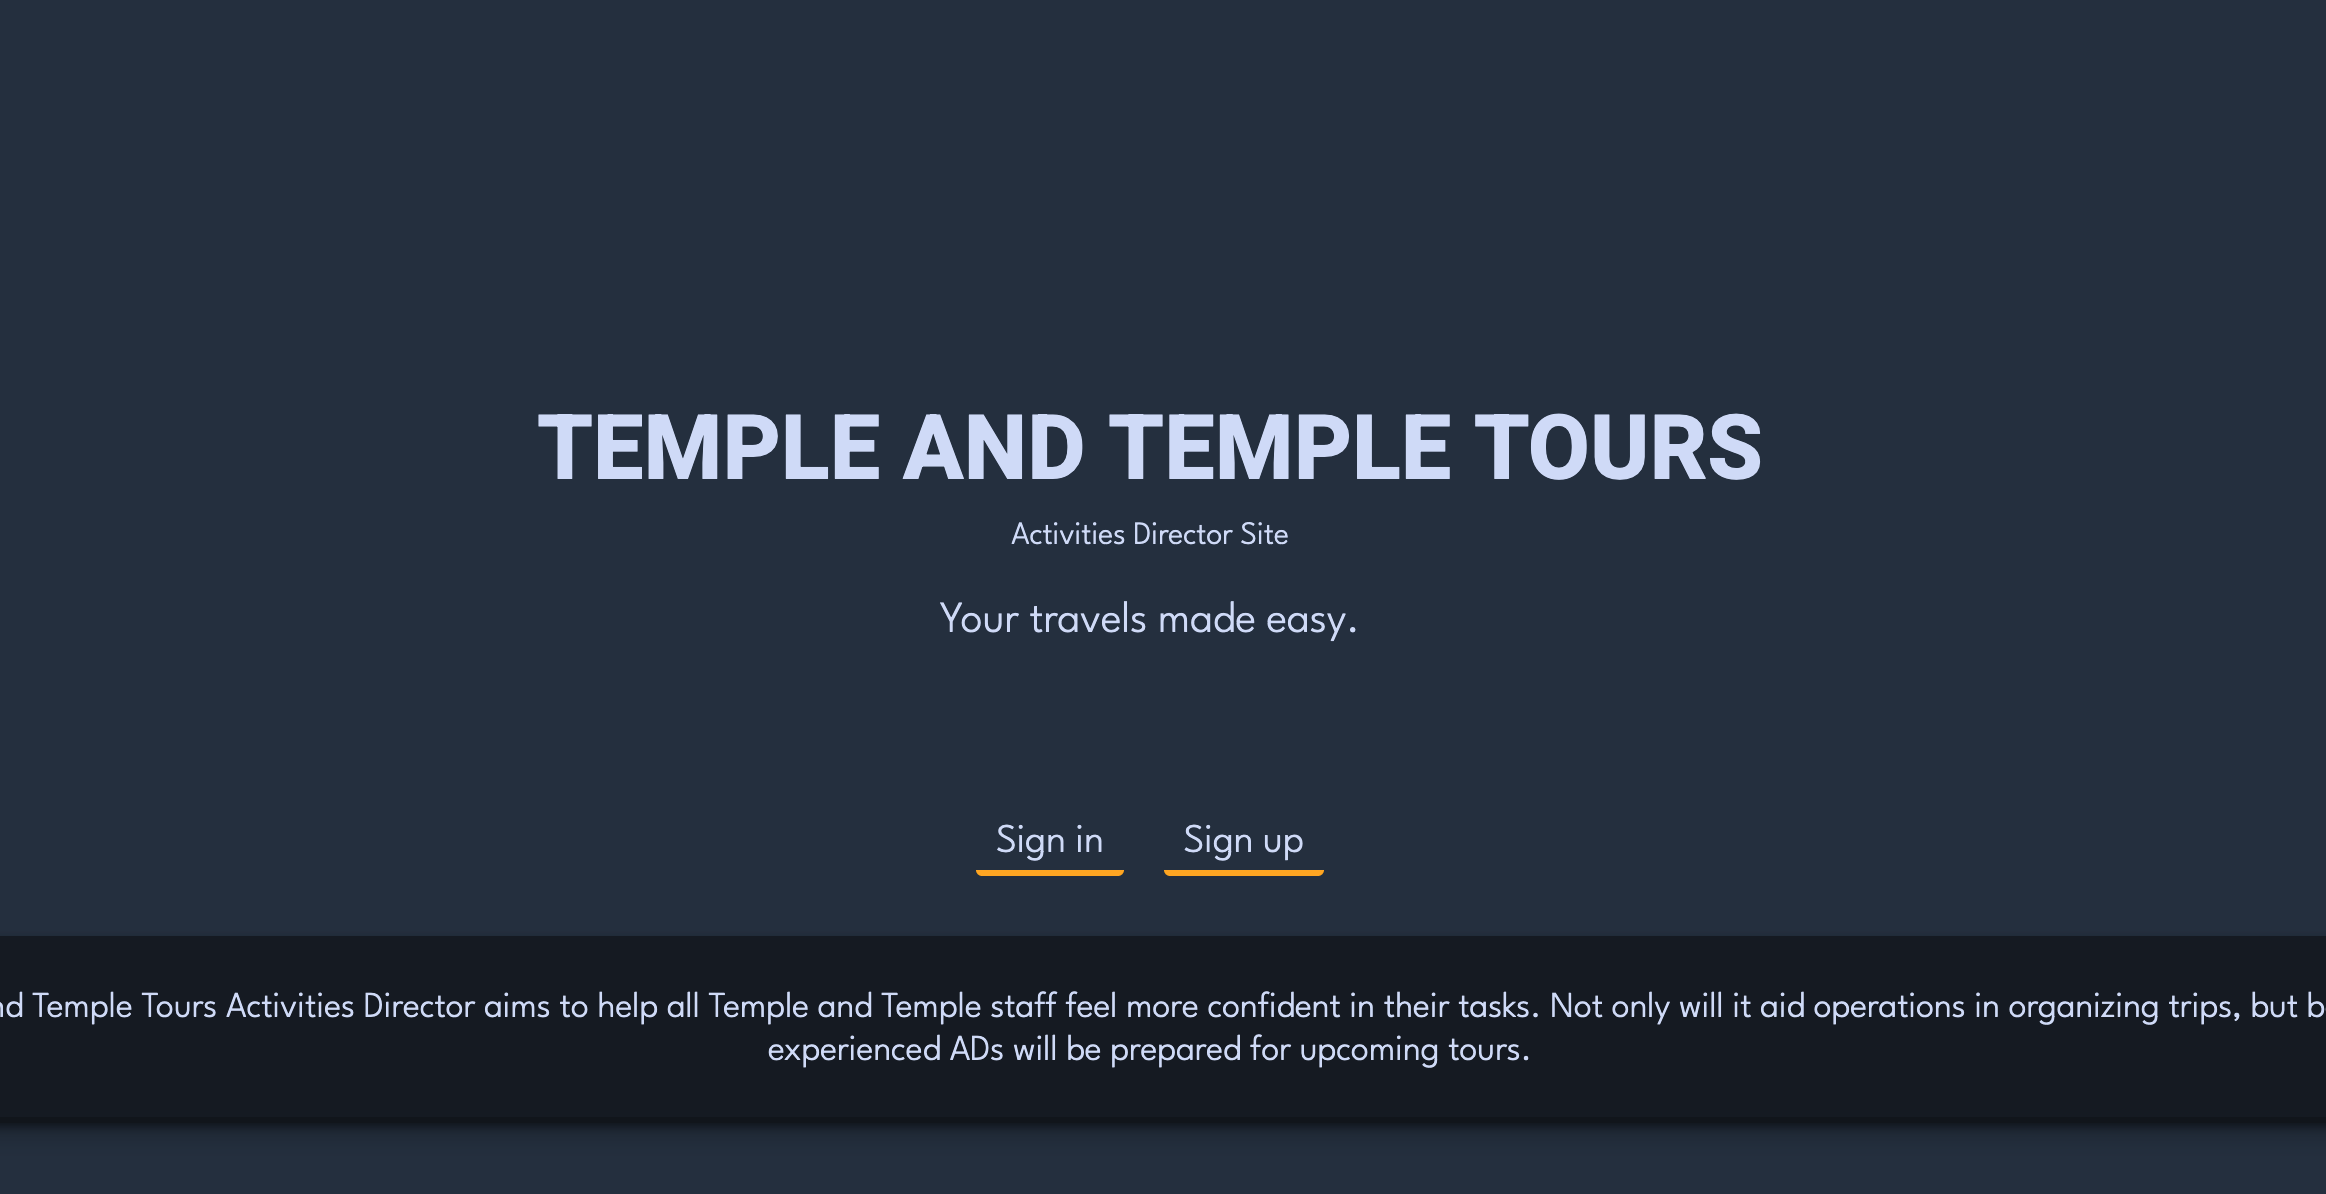 TEMPLE AND TEMPLE TOURS
Activities Director Site
Your travels made easy.
Sign in Sign up
Temple Tours Activities Director aims to help all Temple and Temple staff feel more confident in their tasks. Not only will it aid operations in organizing trips, but
experienced ADs will be prepared for upcoming tours.